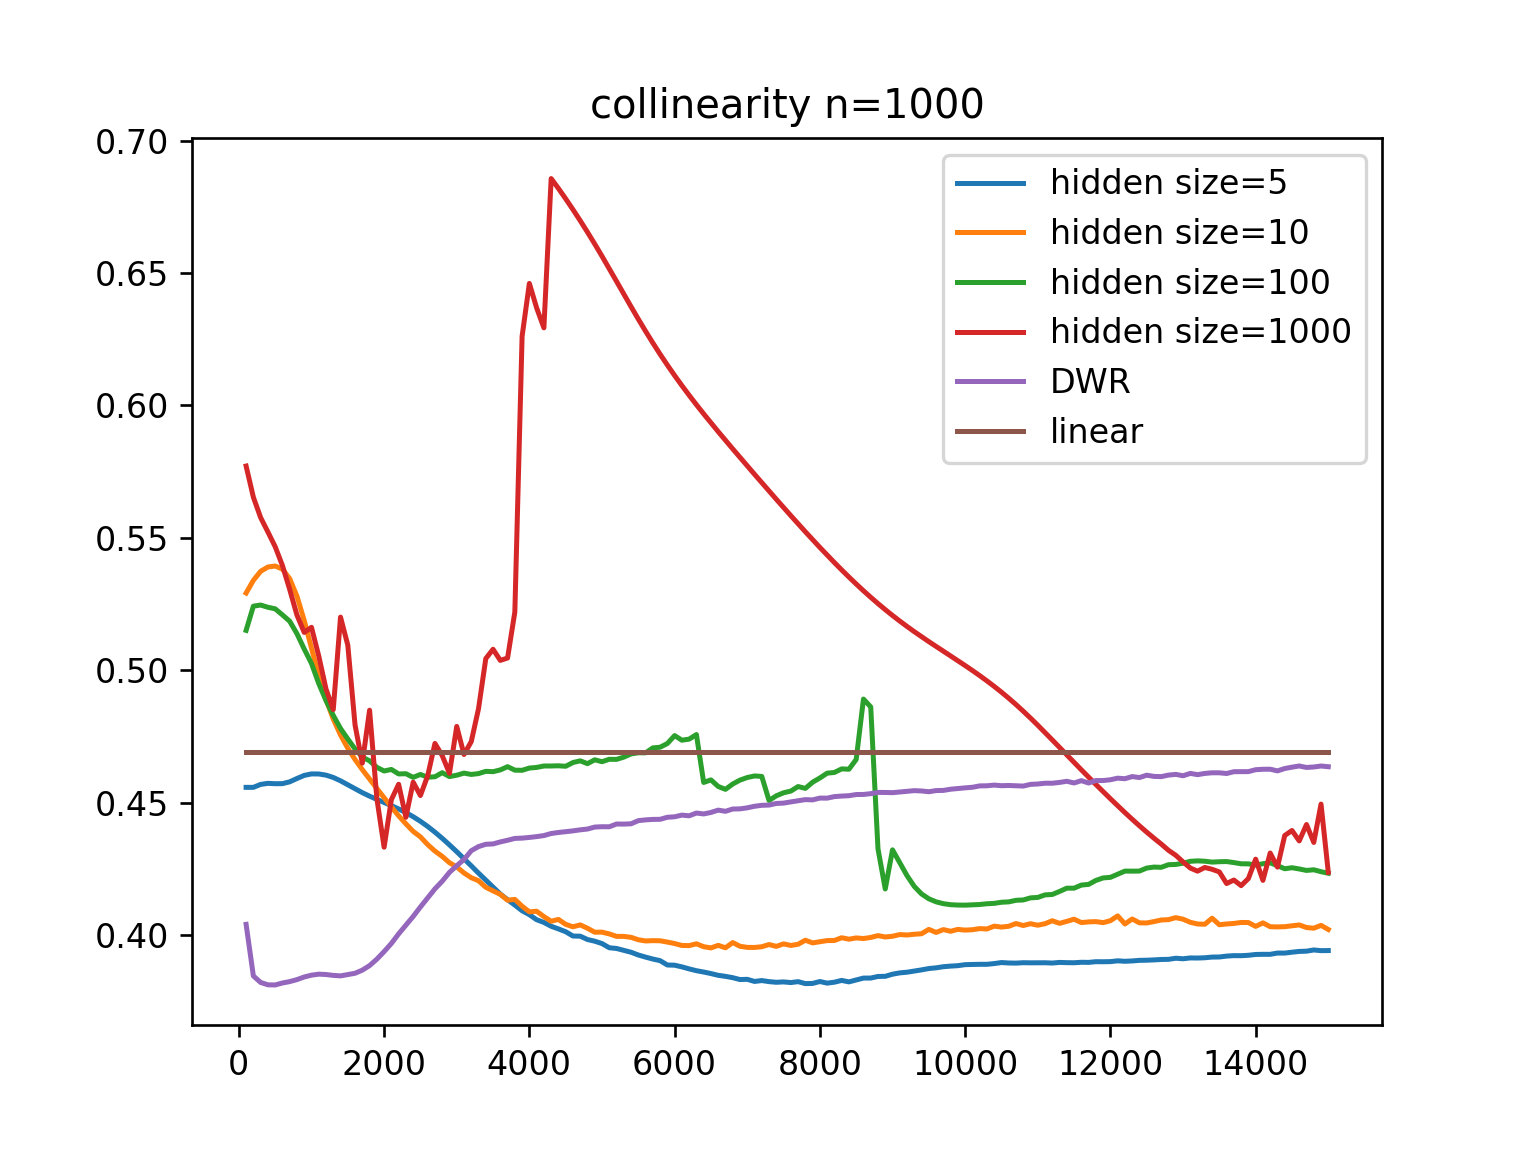 collinearity n=1000
0.70
0.65
0.60
0.55
0.50
0.45
0.40
hidden size=5
hidden size=10
hidden size=100
hidden size=1000
DWR
linear
0 2000 4000 6000 8000 10000 12000 14000